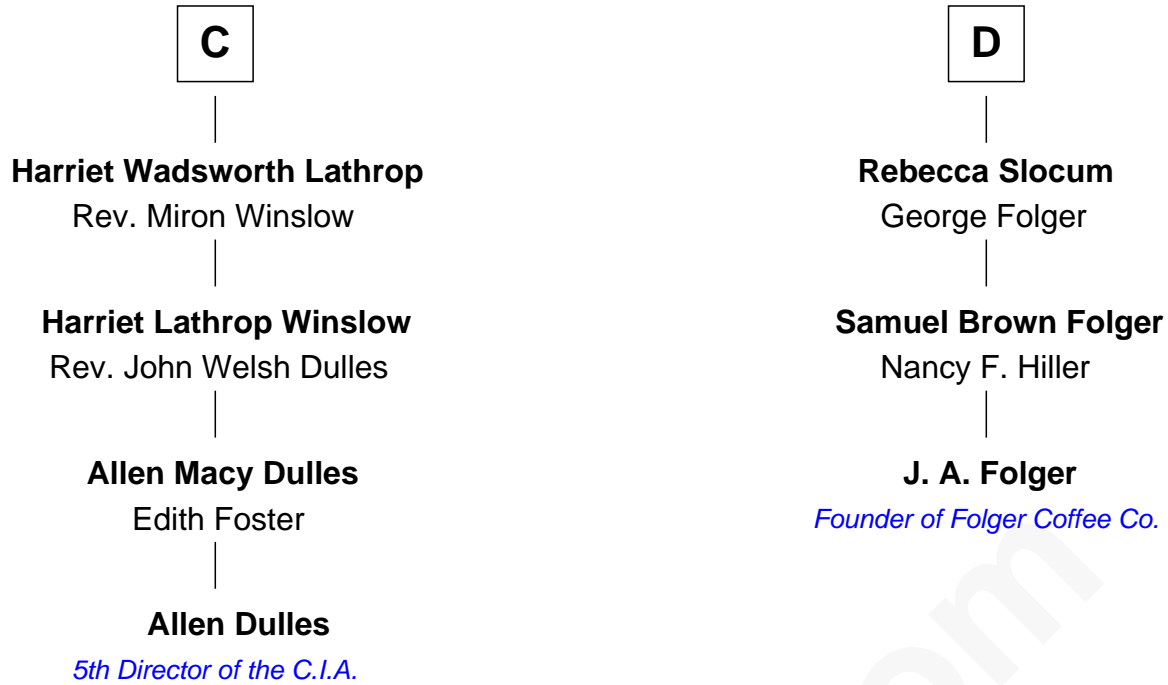 C
Harriet Wadsworth Lathrop
Rev. Miron Winslow
Harriet Lathrop Winslow
Rev. John Welsh Dulles
Allen Macy Dulles
Edith Foster
Allen Dulles
5th Director of the C.I.A.
D
Rebecca Slocum
George Folger
Samuel Brown Folger
Nancy F. Hiller
J. A. Folger
Founder of Folger Coffee Co.
om